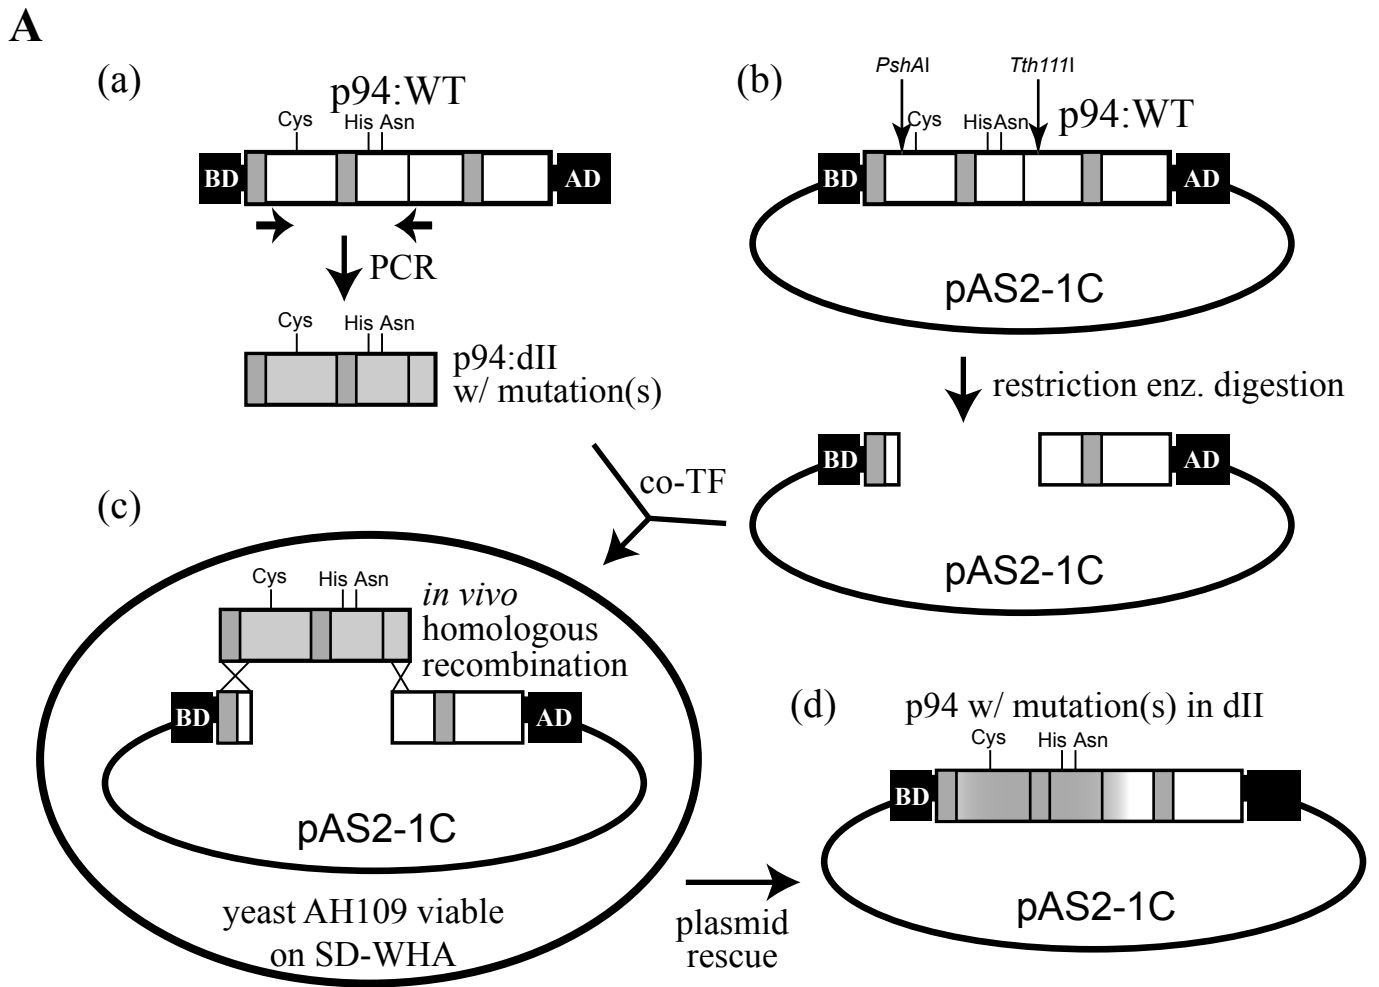 A
(a)
p94:WT
Cys
His Asn
BD
AD
PCR
Cys
His Asn
p94:dII
w/ mutation(s)
(b)
PshAI
Tth111I
Cys
His Asn
p94:WT
BD
AD
pAS2-1C
restriction enz. digestion
BD
AD
pAS2-1C
co-TF
(c)
Cys
His Asn
in vivo
homologous
recombination
BD
AD
pAS2-1C
yeast AH109 viable
on SD-WHA
plasmid
rescue
(d)
p94 w/ mutation(s) in dII
Cys
His Asn
BD
pAS2-1C